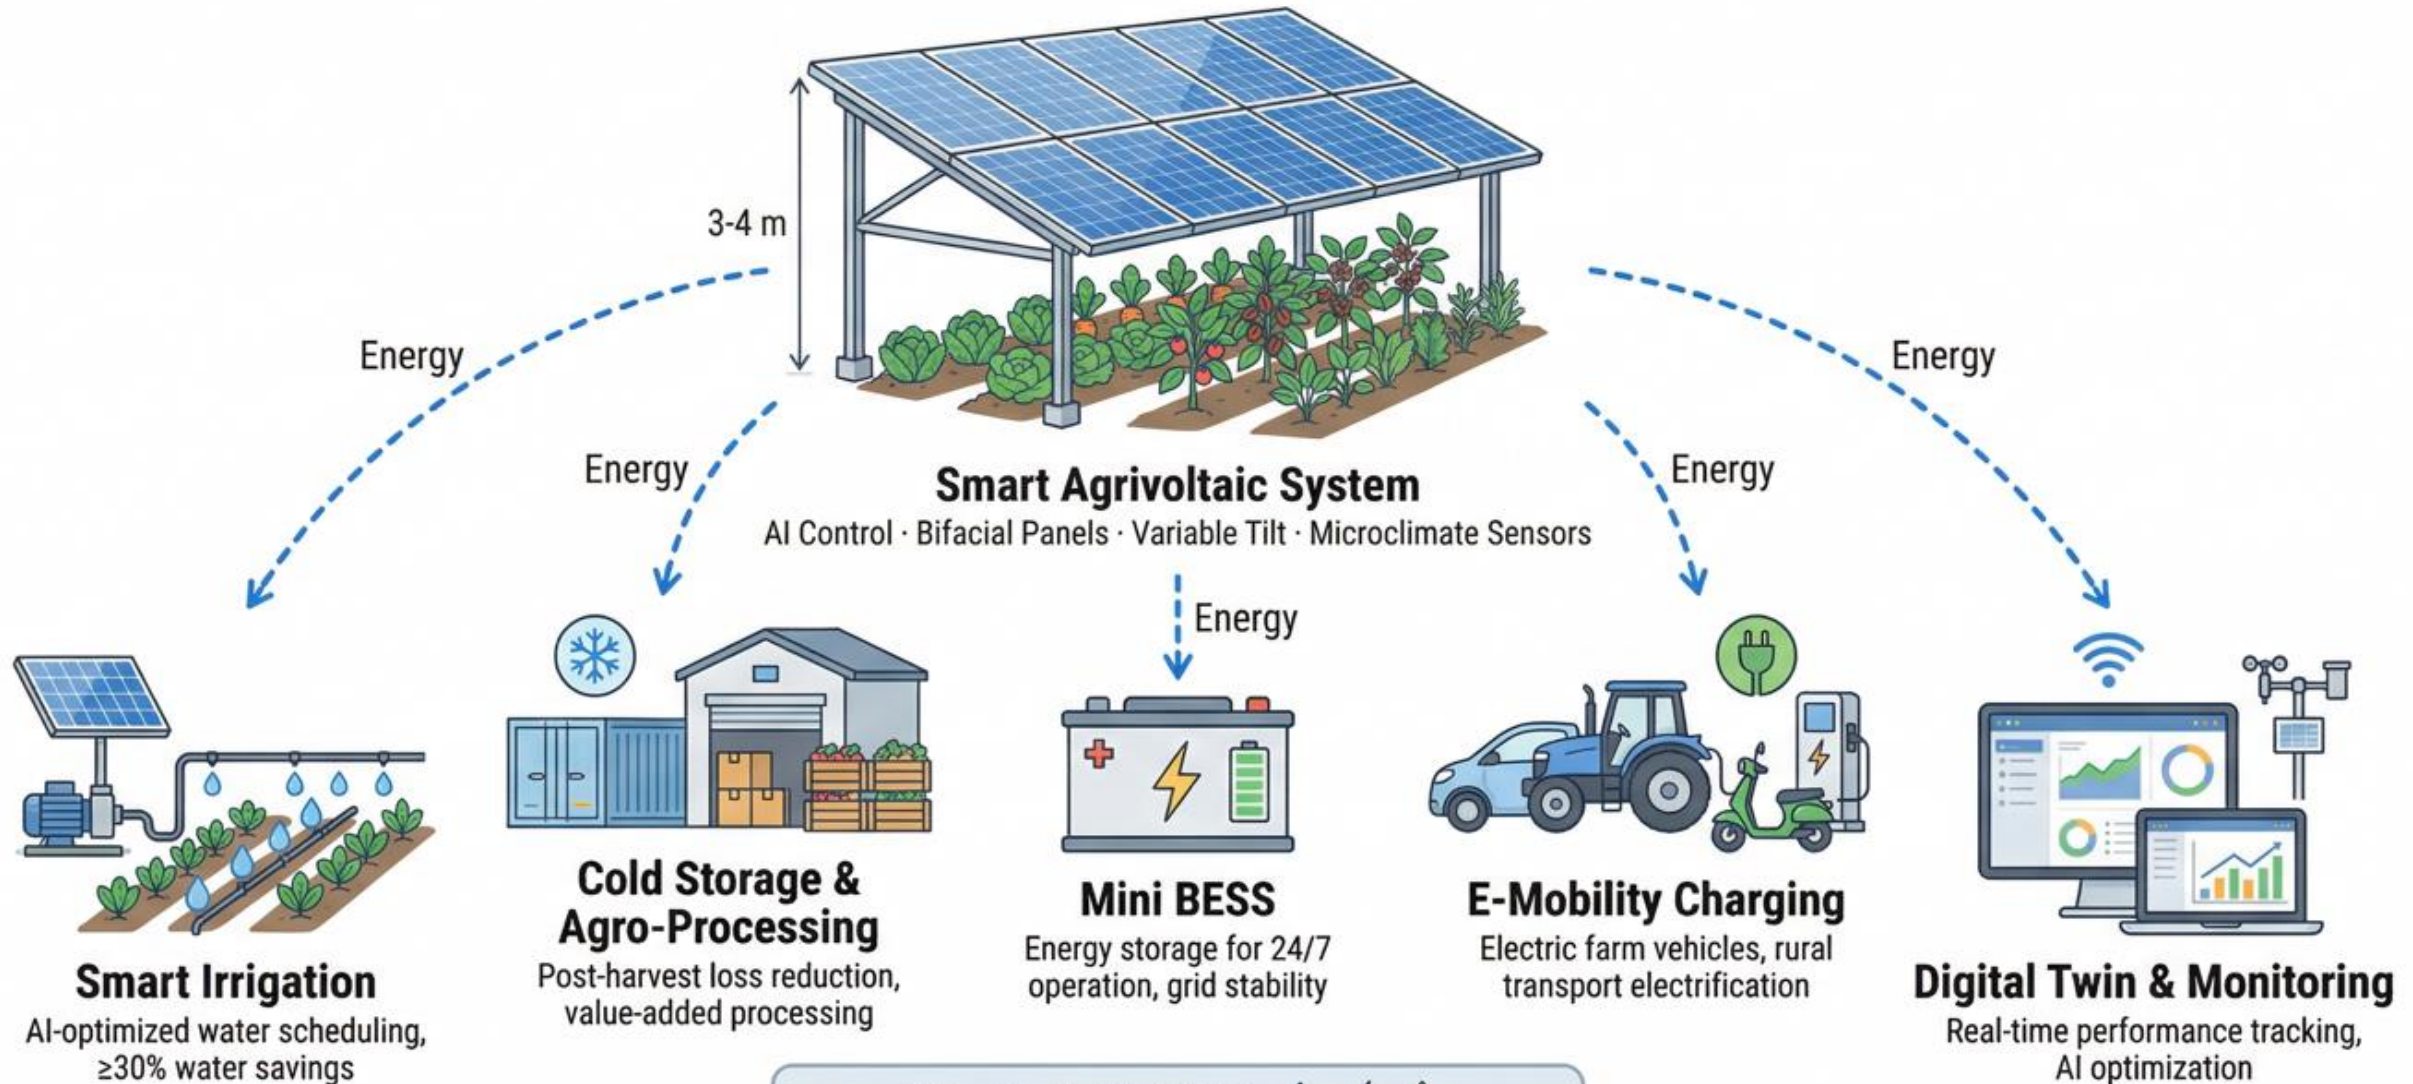 3-4 m
Energy
Energy
Energy
Energy
Smart Agrivoltaic System
AI Control · Bifacial Panels · Variable Tilt · Microclimate Sensors
Energy
Smart Irrigation
AI-optimized water scheduling,
≥30% water savings
Cold Storage &
Agro-Processing
Post-harvest loss reduction,
value-added processing
Mini BESS
Energy storage for 24/7
operation, grid stability
E-Mobility Charging
Electric farm vehicles, rural
transport electrification
Digital Twin & Monitoring
Real-time performance tracking,
AI optimization